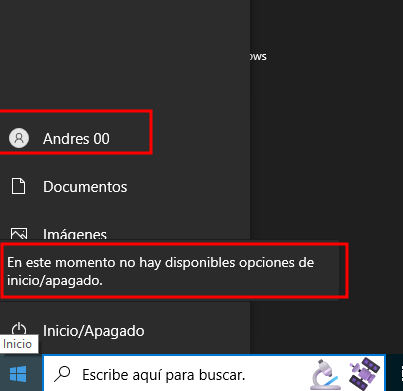 ows
Andres 00
Documentos
Imágenes
En este momento no hay disponibles opciones de
inicio/apagado.
Inicio/Apagado
Inicio
Escribe aquí para buscar.